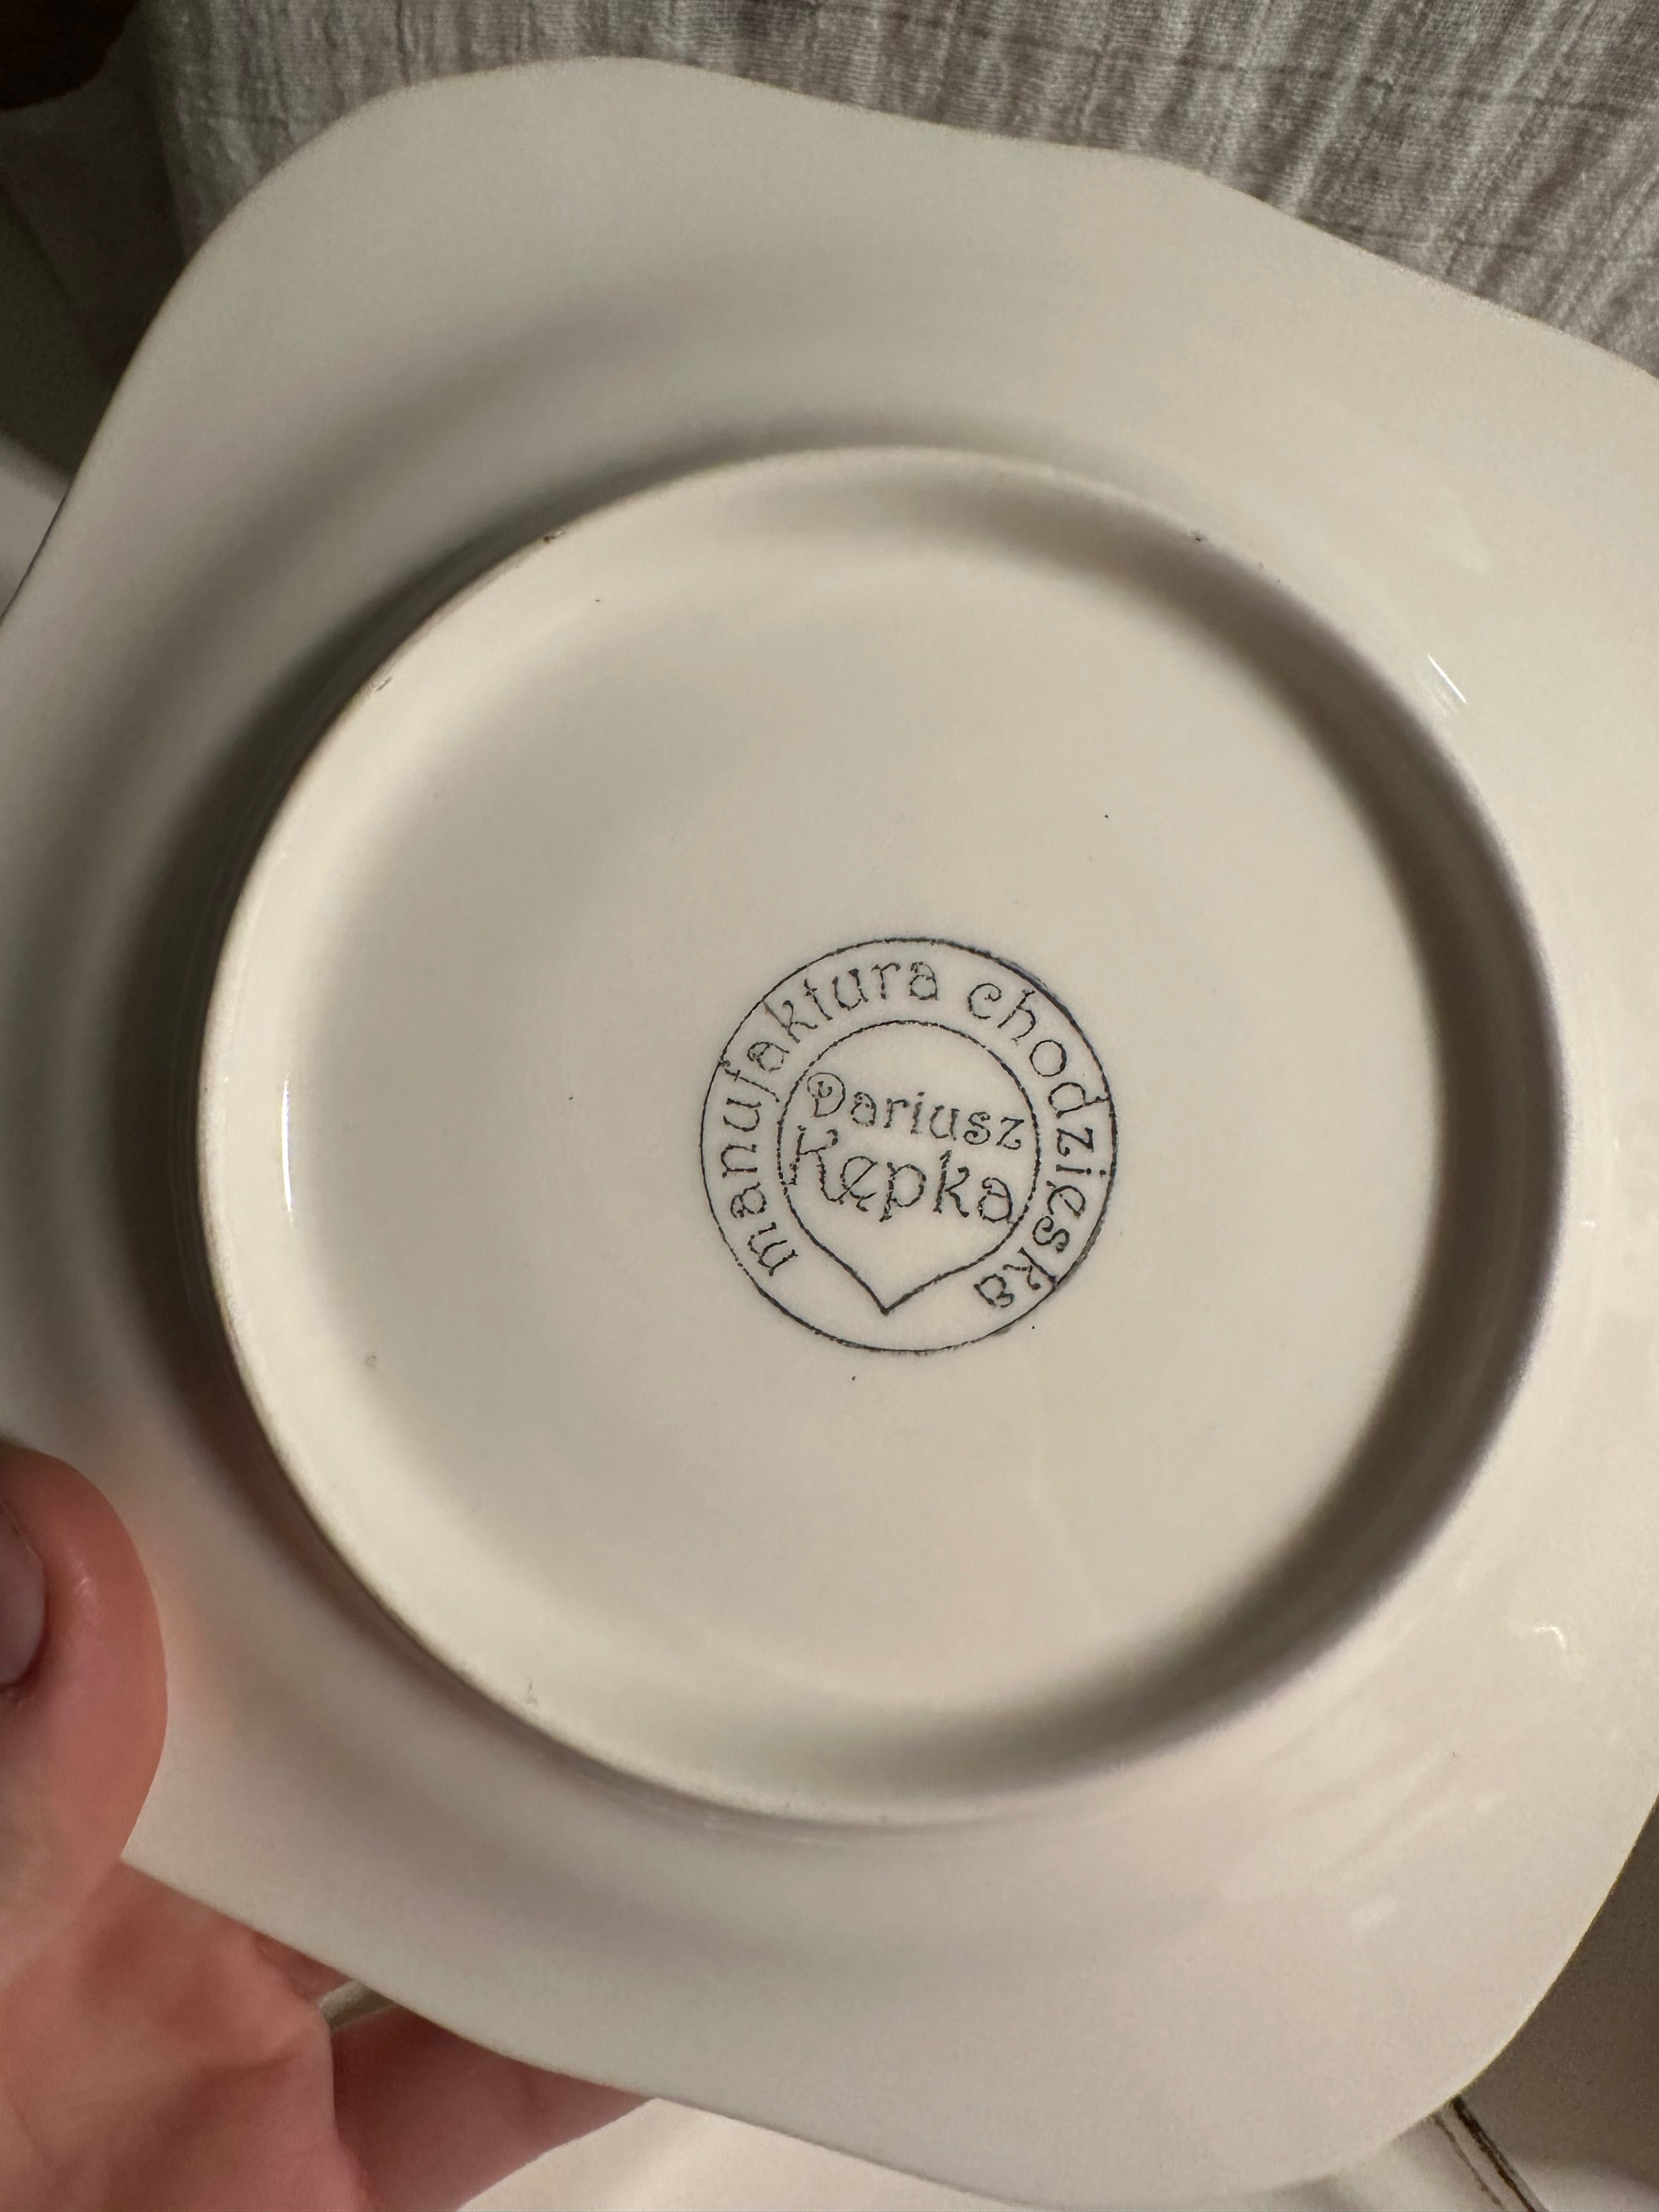 manufaktura chodzieska
Dariusz
Kępka